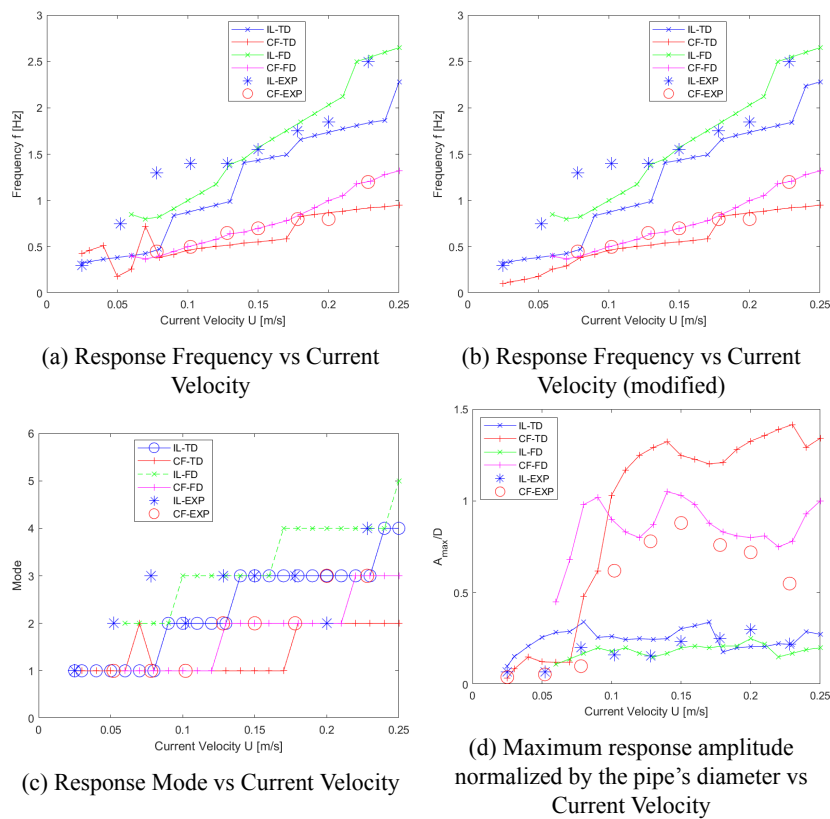 3
2.5
2
1.5
1
0.5
0
Frequency f [Hz]
IL-TD
CF-TD
IL-FD
CF-FD
IL-EXP
CF-EXP
0 0.05 0.1 0.15 0.2 0.25
Current Velocity U [m/s]
(a) Response Frequency vs Current
Velocity
3
2.5
2
1.5
1
0.5
0
Frequency f [Hz]
IL-TD
CF-TD
IL-FD
CF-FD
IL-EXP
CF-EXP
0 0.05 0.1 0.15 0.2 0.25
Current Velocity U [m/s]
(b) Response Frequency vs Current
Velocity (modified)
6
5
4
3
2
1
0
Mode
IL-TD
CF-TD
IL-FD
CF-FD
IL-EXP
CF-EXP
0 0.05 0.1 0.15 0.2 0.25
Current Velocity U [m/s]
(c) Response Mode vs Current Velocity
1.5
1
0.5
0
A_max/D
IL-TD
CF-TD
IL-FD
CF-FD
IL-EXP
CF-EXP
0 0.05 0.1 0.15 0.2 0.25
Current Velocity U [m/s]
(d) Maximum response amplitude
normalized by the pipe's diameter vs
Current Velocity